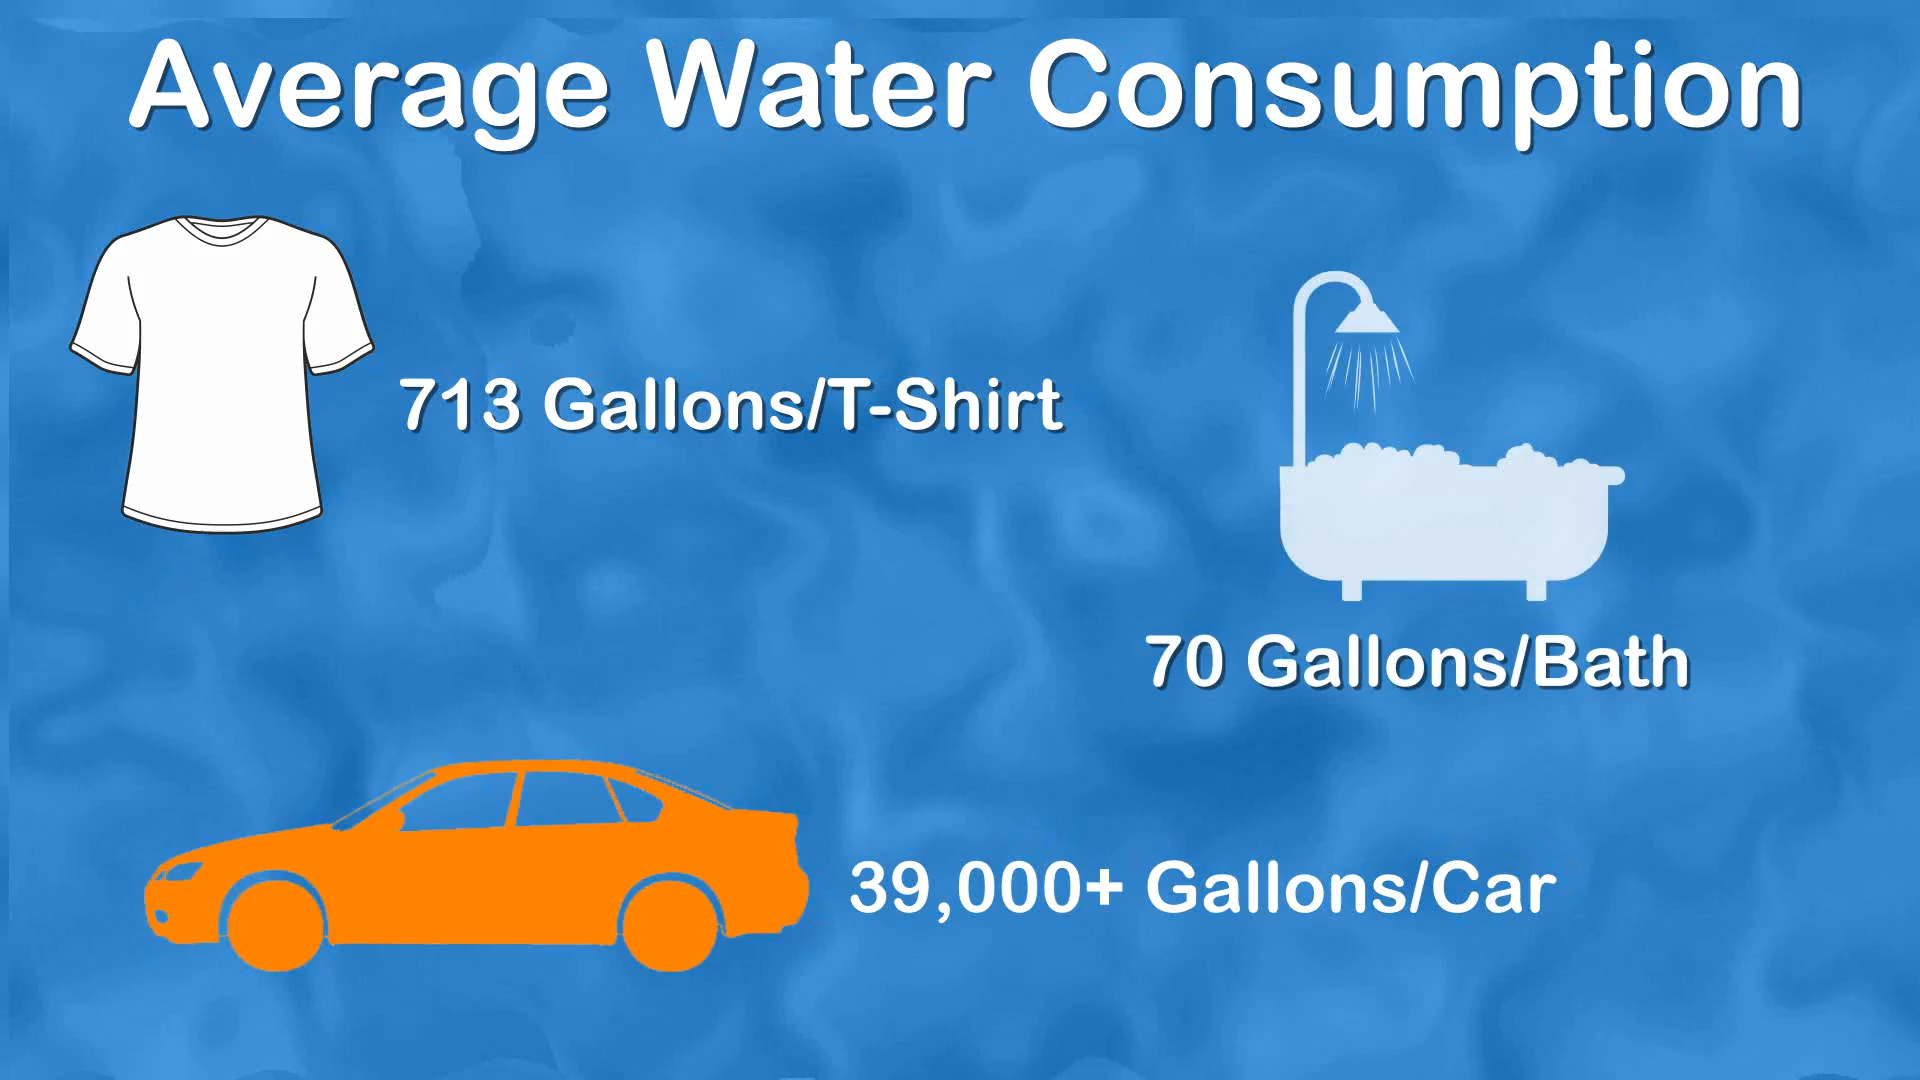 Average Water Consumption
713 Gallons/T-Shirt
70 Gallons/Bath
39,000+ Gallons/Car